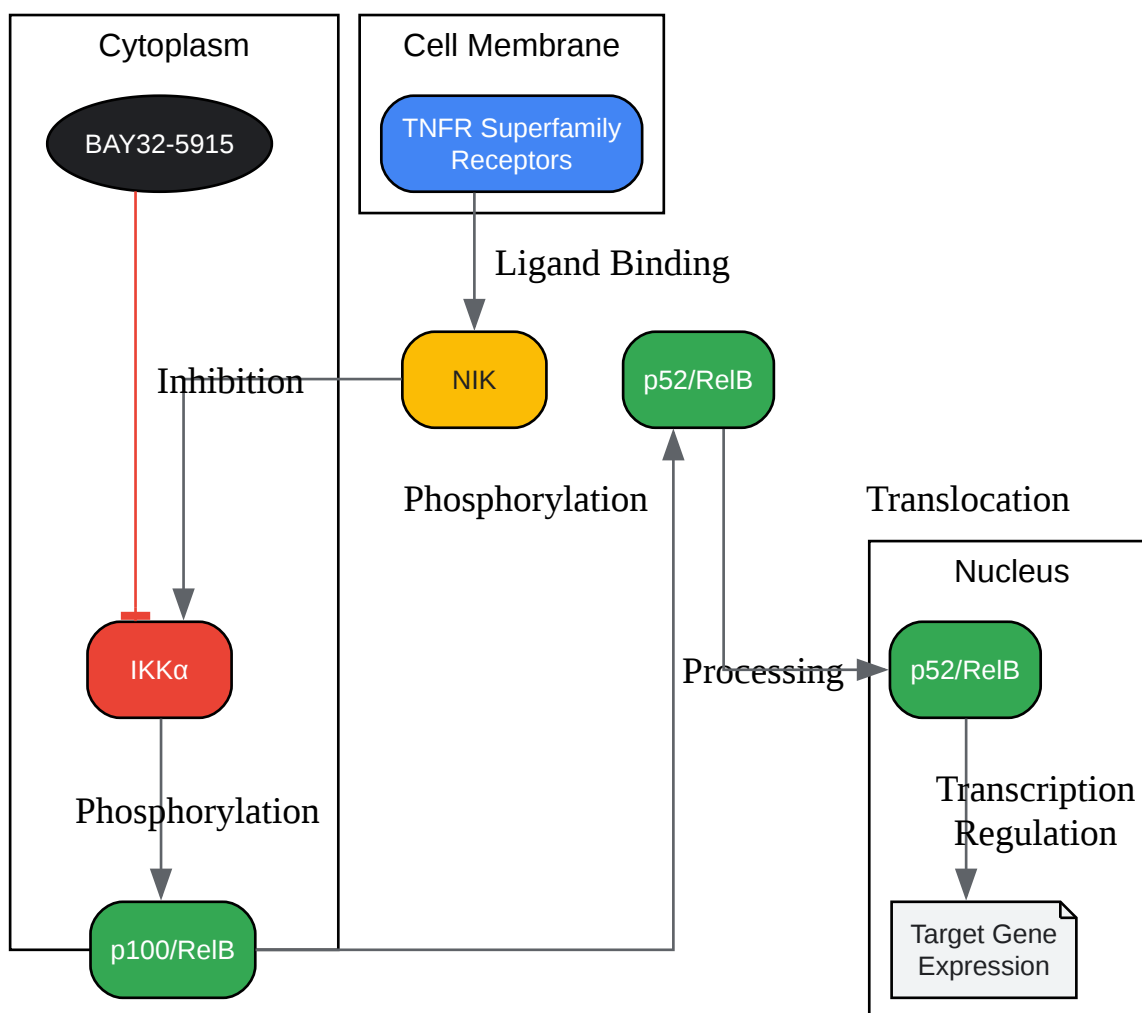 Cytoplasm
Cell Membrane
BAY32-5915
TNFR Superfamily
Receptors
Ligand Binding
Inhibition
NIK
p52/RelB
Phosphorylation
Translocation
Nucleus
IKKα
Processing
p52/RelB
Phosphorylation
Transcription
Regulation
p100/RelB
Target Gene
Expression